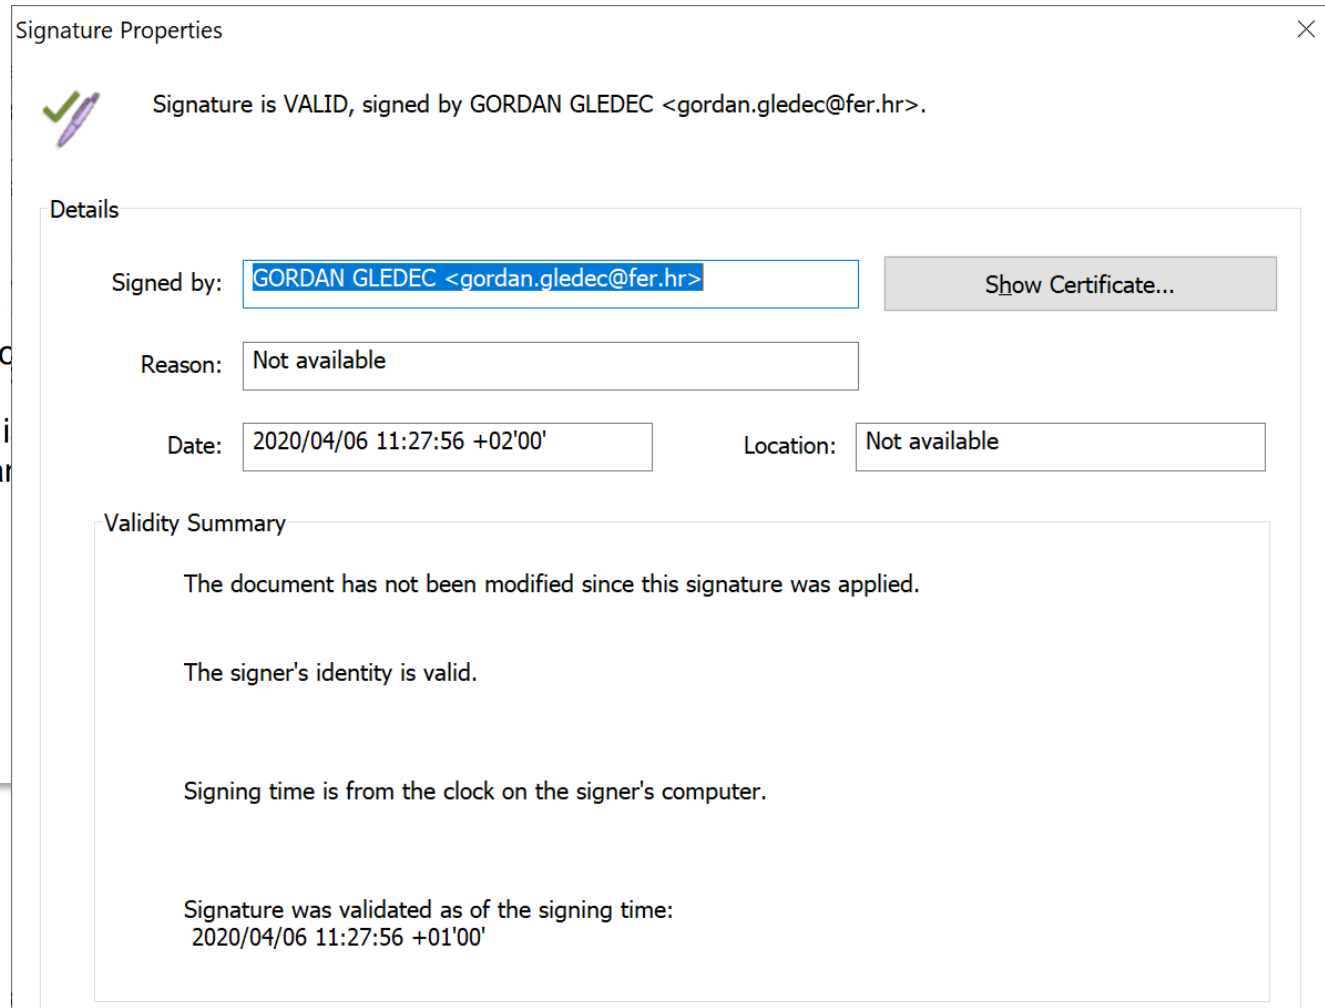 Signature Properties
Signature is VALID, signed by GORDAN GLEDEC <gordan.gledec@fer.hr>.
Details
Signed by: GORDAN GLEDEC <gordan.gledec@fer.hr> Show Certificate...
Reason: Not available
Date: 2020/04/06 11:27:56 +02'00' Location: Not available
Validity Summary
The document has not been modified since this signature was applied.
The signer's identity is valid.
Signing time is from the clock on the signer's computer.
Signature was validated as of the signing time:
2020/04/06 11:27:56 +01'00'